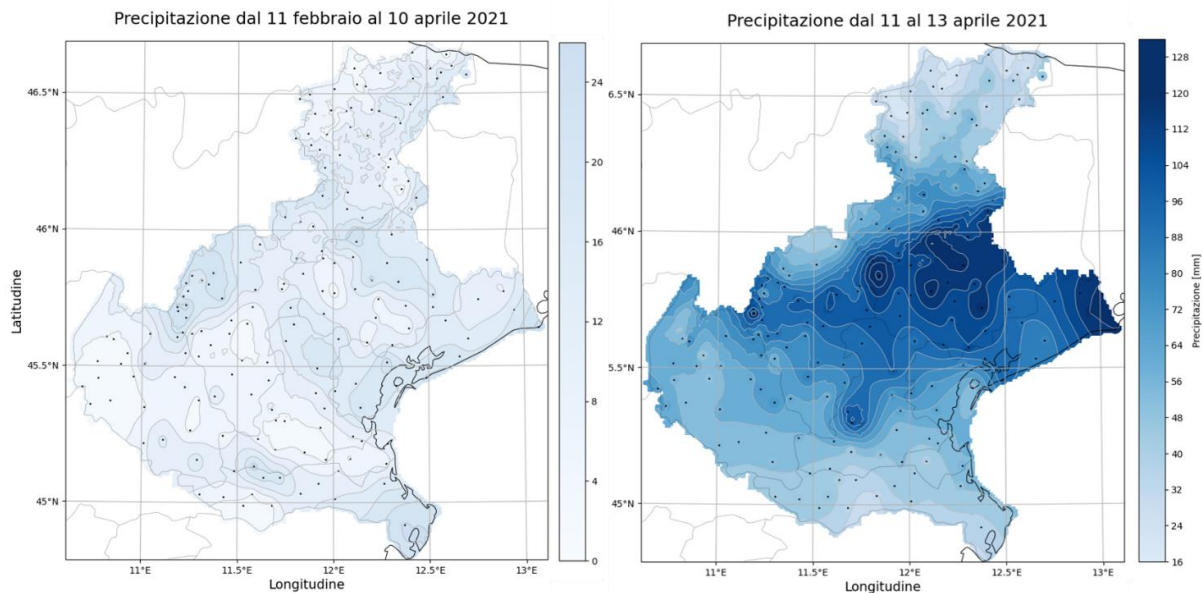 Precipitazione dal 11 febbraio al 10 aprile 2021
46.5°N
46°N
45.5°N
45°N
Latitudine
11°E
11.5°E
12°E
12.5°E
13°E
Longitudine
24
20
16
12
8
4
0
Precipitazione dal 11 al 13 aprile 2021
6.5°N
46°N
5.5°N
45°N
11°E
11.5°E
12°E
12.5°E
13°E
Longitudine
128
120
112
104
96
88
80
72
64
56
48
40
32
24
16
Precipitazione [mm]